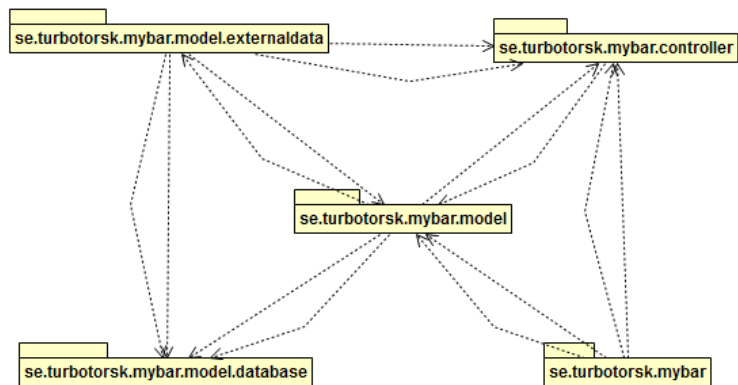 se.turbotorsk.mybar.model.externaldata
se.turbotorsk.mybar.controller
se.turbotorsk.mybar.model
se.turbotorsk.mybar.model.database
se.turbotorsk.mybar